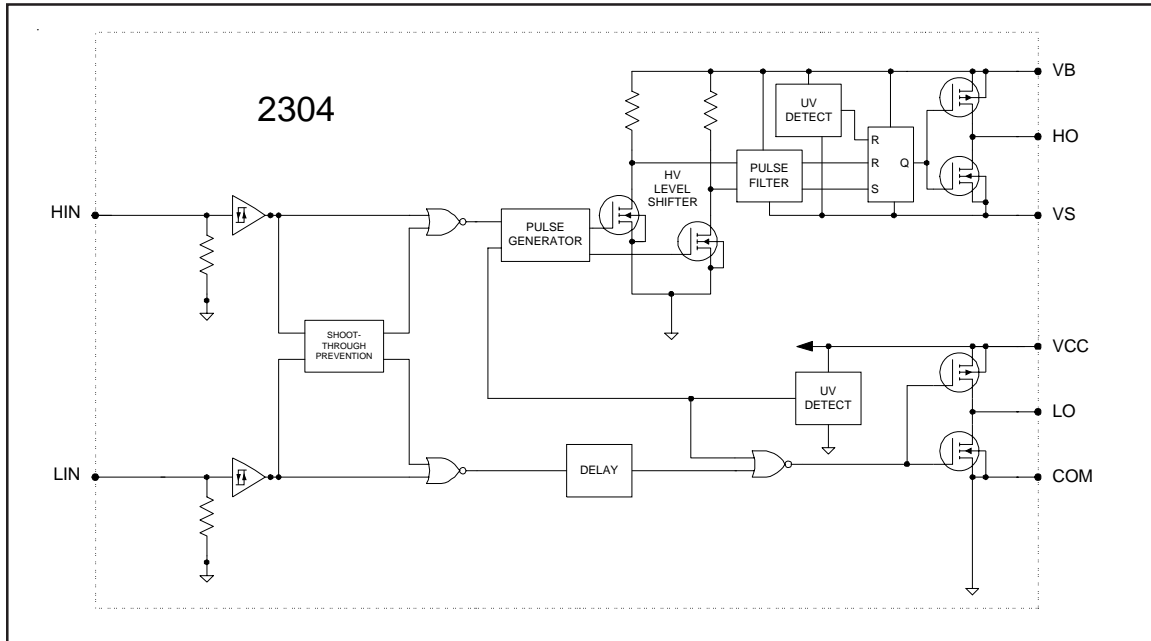 2304
VB
UV
DETECT
R
R
S
Q
HO
PULSE
FILTER
HV
LEVEL
SHIFTER
HIN
PULSE
GENERATOR
VS
SHOOT-
THROUGH
PREVENTION
VCC
UV
DETECT
LO
LIN
DELAY
COM